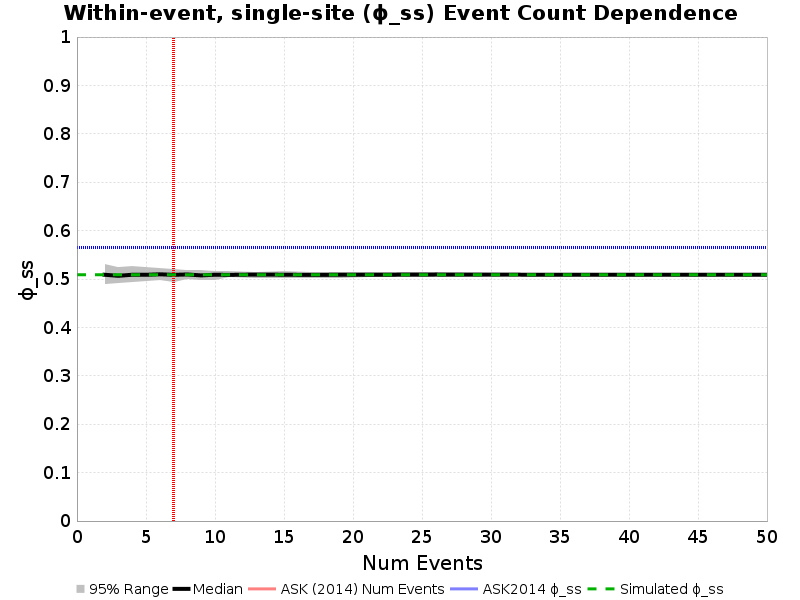 Within-event, single-site (ϕ_ss) Event Count Dependence
1
0.9
0.8
0.7
0.6
0.5
0.4
0.3
0.2
0.1
0
ϕ_ss
0 5 10 15 20 25 30 35 40 45 50
Num Events
95% Range Median ASK (2014) Num Events ASK2014 ϕ_ss Simulated ϕ_ss